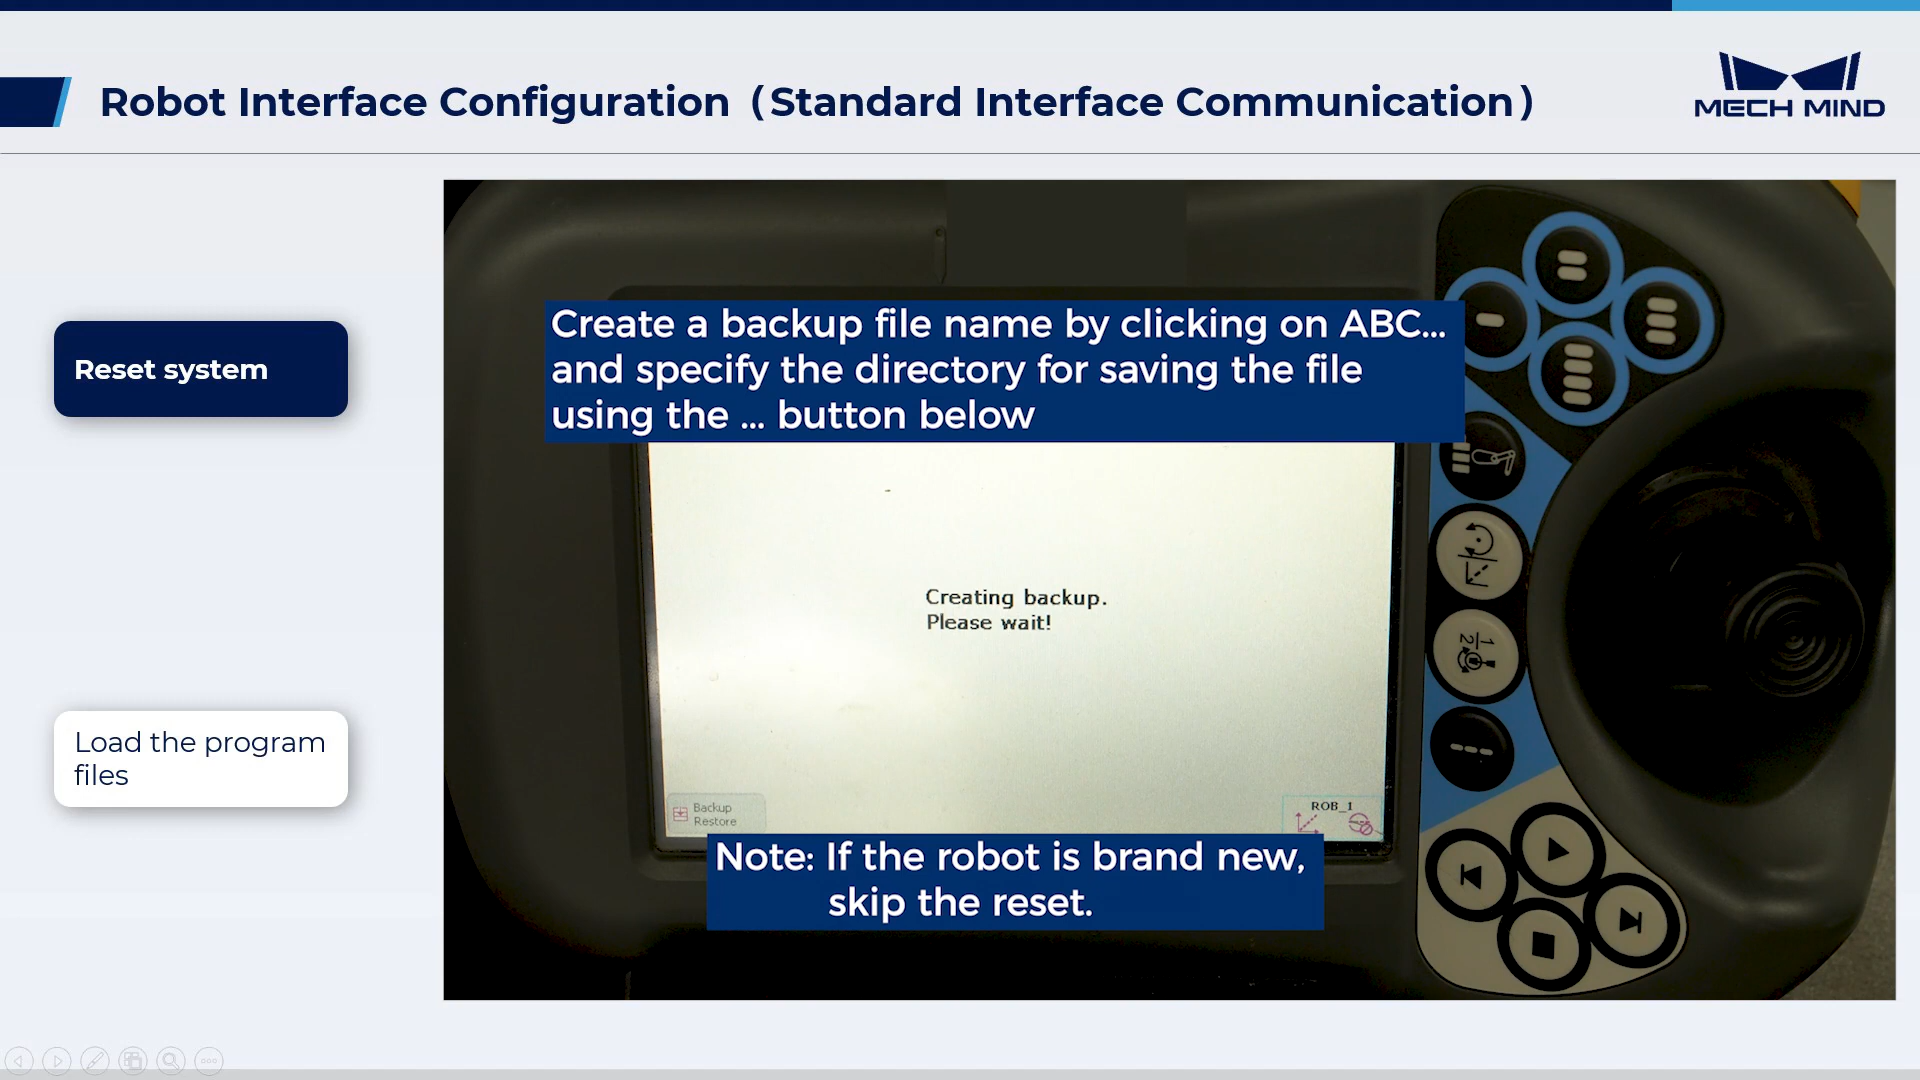 Robot Interface Configuration（Standard Interface Communication）
MECH MIND
Reset system
Load the program
files
Create a backup file name by clicking on ABC...
and specify the directory for saving the file
using the ... button below
Creating backup.
Please wait!
Backup
Restore
ROB_1
1
2
Note: If the robot is brand new,
skip the reset.